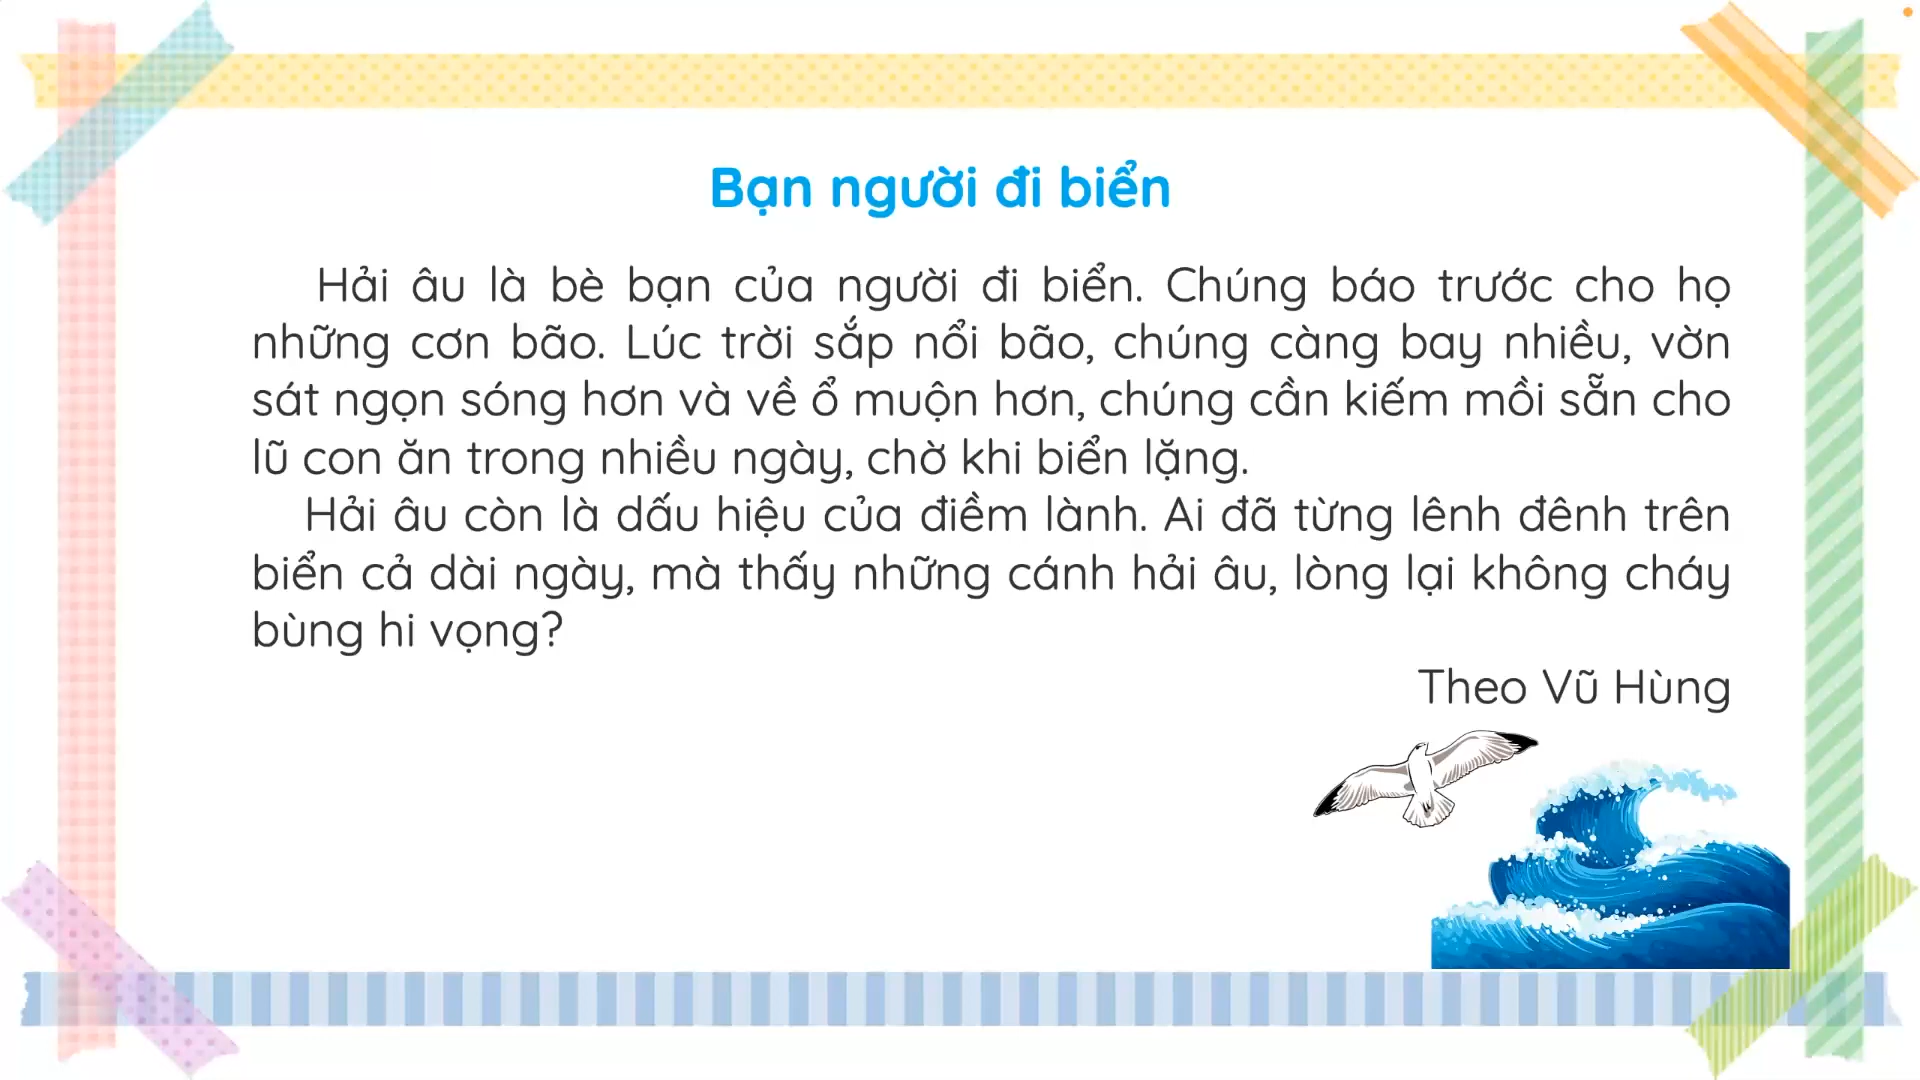 Bạn người đi biển
Hải âu là bè bạn của người đi biển. Chúng báo trước cho họ
những cơn bão. Lúc trời sắp nổi bão, chúng càng bay nhiều, vờn
sát ngọn sóng hơn và về ổ muộn hơn, chúng cần kiếm mồi sẵn cho
lũ con ăn trong nhiều ngày, chờ khi biển lặng.
Hải âu còn là dấu hiệu của điềm lành. Ai đã từng lênh đênh trên
biển cả dài ngày, mà thấy những cánh hải âu, lòng lại không cháy
bùng hi vọng?
Theo Vũ Hùng